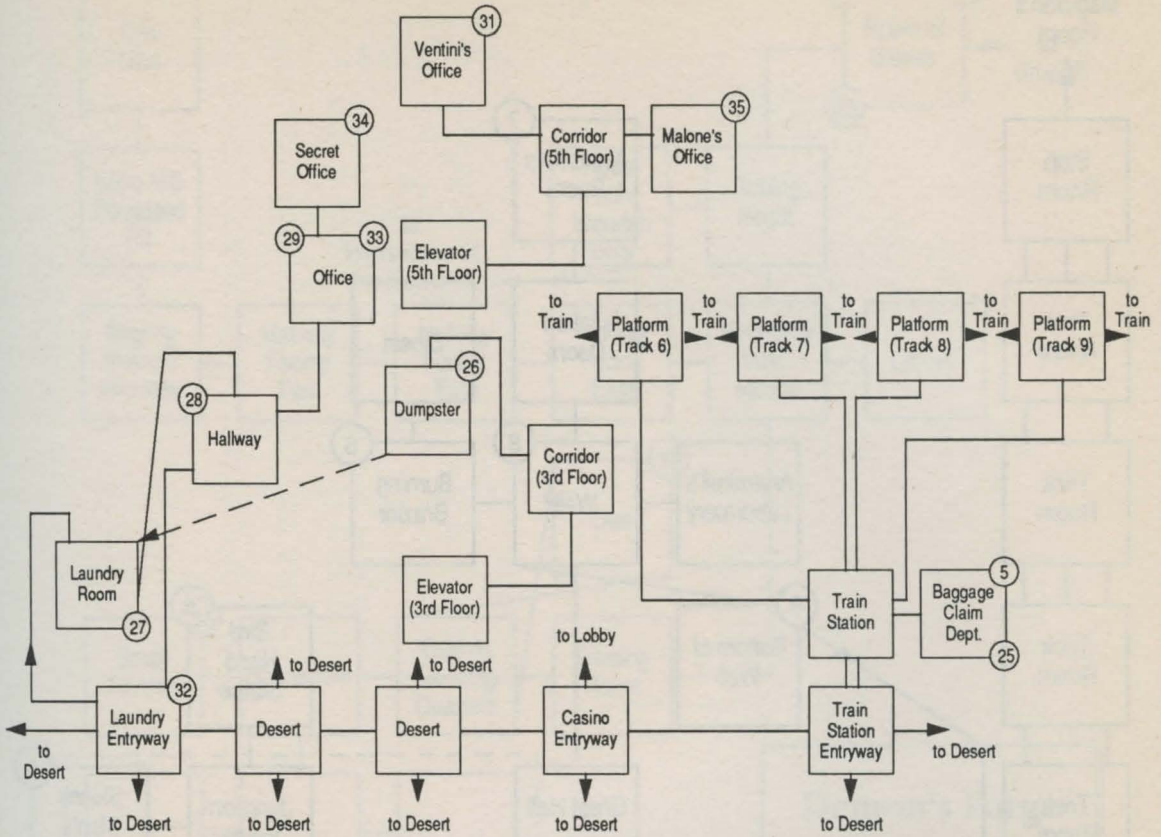 31
Ventini's
Office
34
Secret
Office
Corridor
(5th Floor)
35
Malone's
Office
29
33
Office
Elevator
(5th FLoor)
to
Train
Platform
(Track 6)
to
Train
Platform
(Track 7)
to
Train
Platform
(Track 8)
to
Train
Platform
(Track 9)
to
Train
28
Hallway
26
Dumpster
Corridor
(3rd Floor)
Laundry
Room
27
Elevator
(3rd Floor)
Train
Station
5
Baggage
Claim
Dept.
25
to Desert
to Desert
to Lobby
32
Laundry
Entryway
Desert
Desert
Casino
Entryway
Train
Station
Entryway
to
Desert
to Desert
to Desert
to Desert
to Desert
to Desert